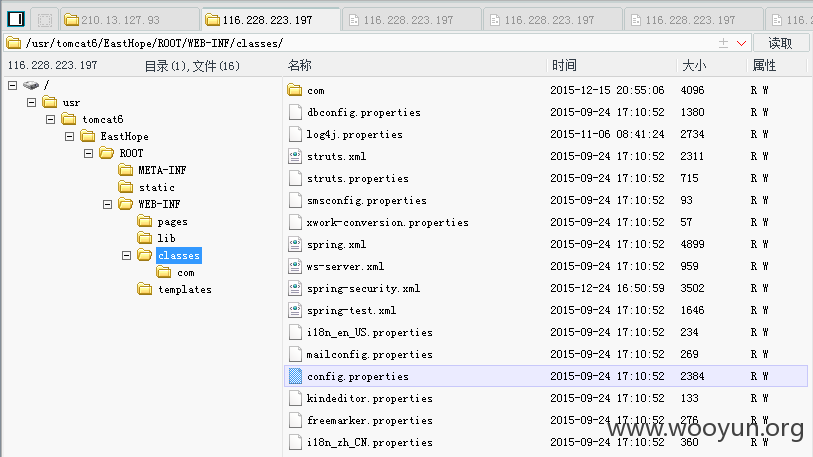 210.13.127.93 116.228.223.197 116.228.223.197 116.228.223.197 116.228.223.197 116
/usr/tomcat6/EastHope/ROOT/WEB-INF/classes/ 读取
116.228.223.197 目录(1),文件(16) 名称 时间 大小 属性
/
usr
tomcat6
EastHope
ROOT
META-INF
static
WEB-INF
pages
lib
classes
com
templates
com 2015-12-15 20:55:06 4096 R W
dbconfig.properties 2015-09-24 17:10:52 1380 R W
log4j.properties 2015-11-06 08:41:24 2734 R W
struts.xml 2015-09-24 17:10:52 2311 R W
struts.properties 2015-09-24 17:10:52 715 R W
smsconfig.properties 2015-09-24 17:10:52 93 R W
xwork-conversion.properties 2015-09-24 17:10:52 57 R W
spring.xml 2015-09-24 17:10:52 4899 R W
ws-server.xml 2015-09-24 17:10:52 959 R W
spring-security.xml 2015-12-24 16:50:59 3502 R W
spring-test.xml 2015-09-24 17:10:52 1646 R W
i18n_en_US.properties 2015-09-24 17:10:52 234 R W
mailconfig.properties 2015-09-24 17:10:52 269 R W
config.properties 2015-09-24 17:10:52 2384 R W
kindeditor.properties 2015-09-24 17:10:52 133 R W
freemarker.properties 2015-09-24 17:10:52 276 R W
i18n_zh_CN.properties 2015-09-24 17:10:52 360 R W
www.wooyun.org